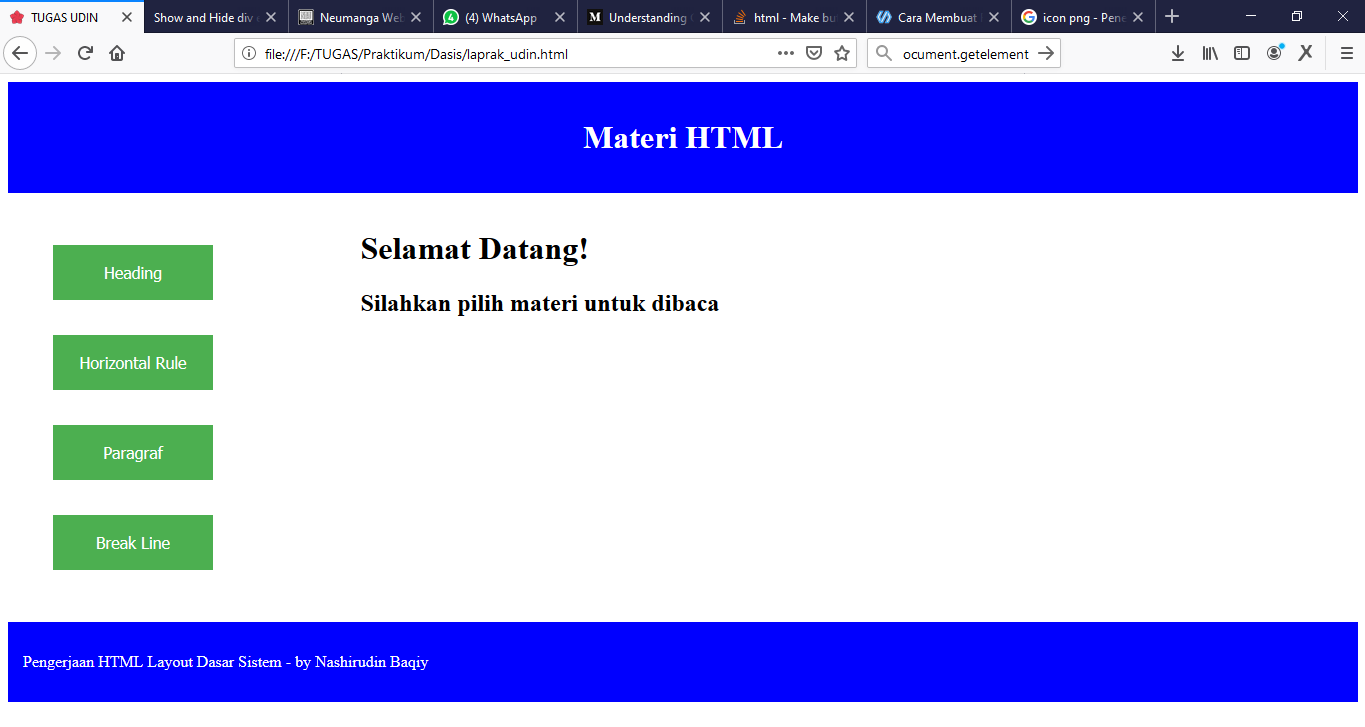 TUGAS UDIN
Show and Hide div
Neumanga Web
(4) WhatsApp
Understanding
html - Make bu
Cara Membuat
icon png - Pene
file:///F:/TUGAS/Praktikum/Dasis/laprak_udin.html
ocument.getelement
Materi HTML
Selamat Datang!
Silahkan pilih materi untuk dibaca
Heading
Horizontal Rule
Paragraf
Break Line
Pengerjaan HTML Layout Dasar Sistem - by Nashirudin Baqiy